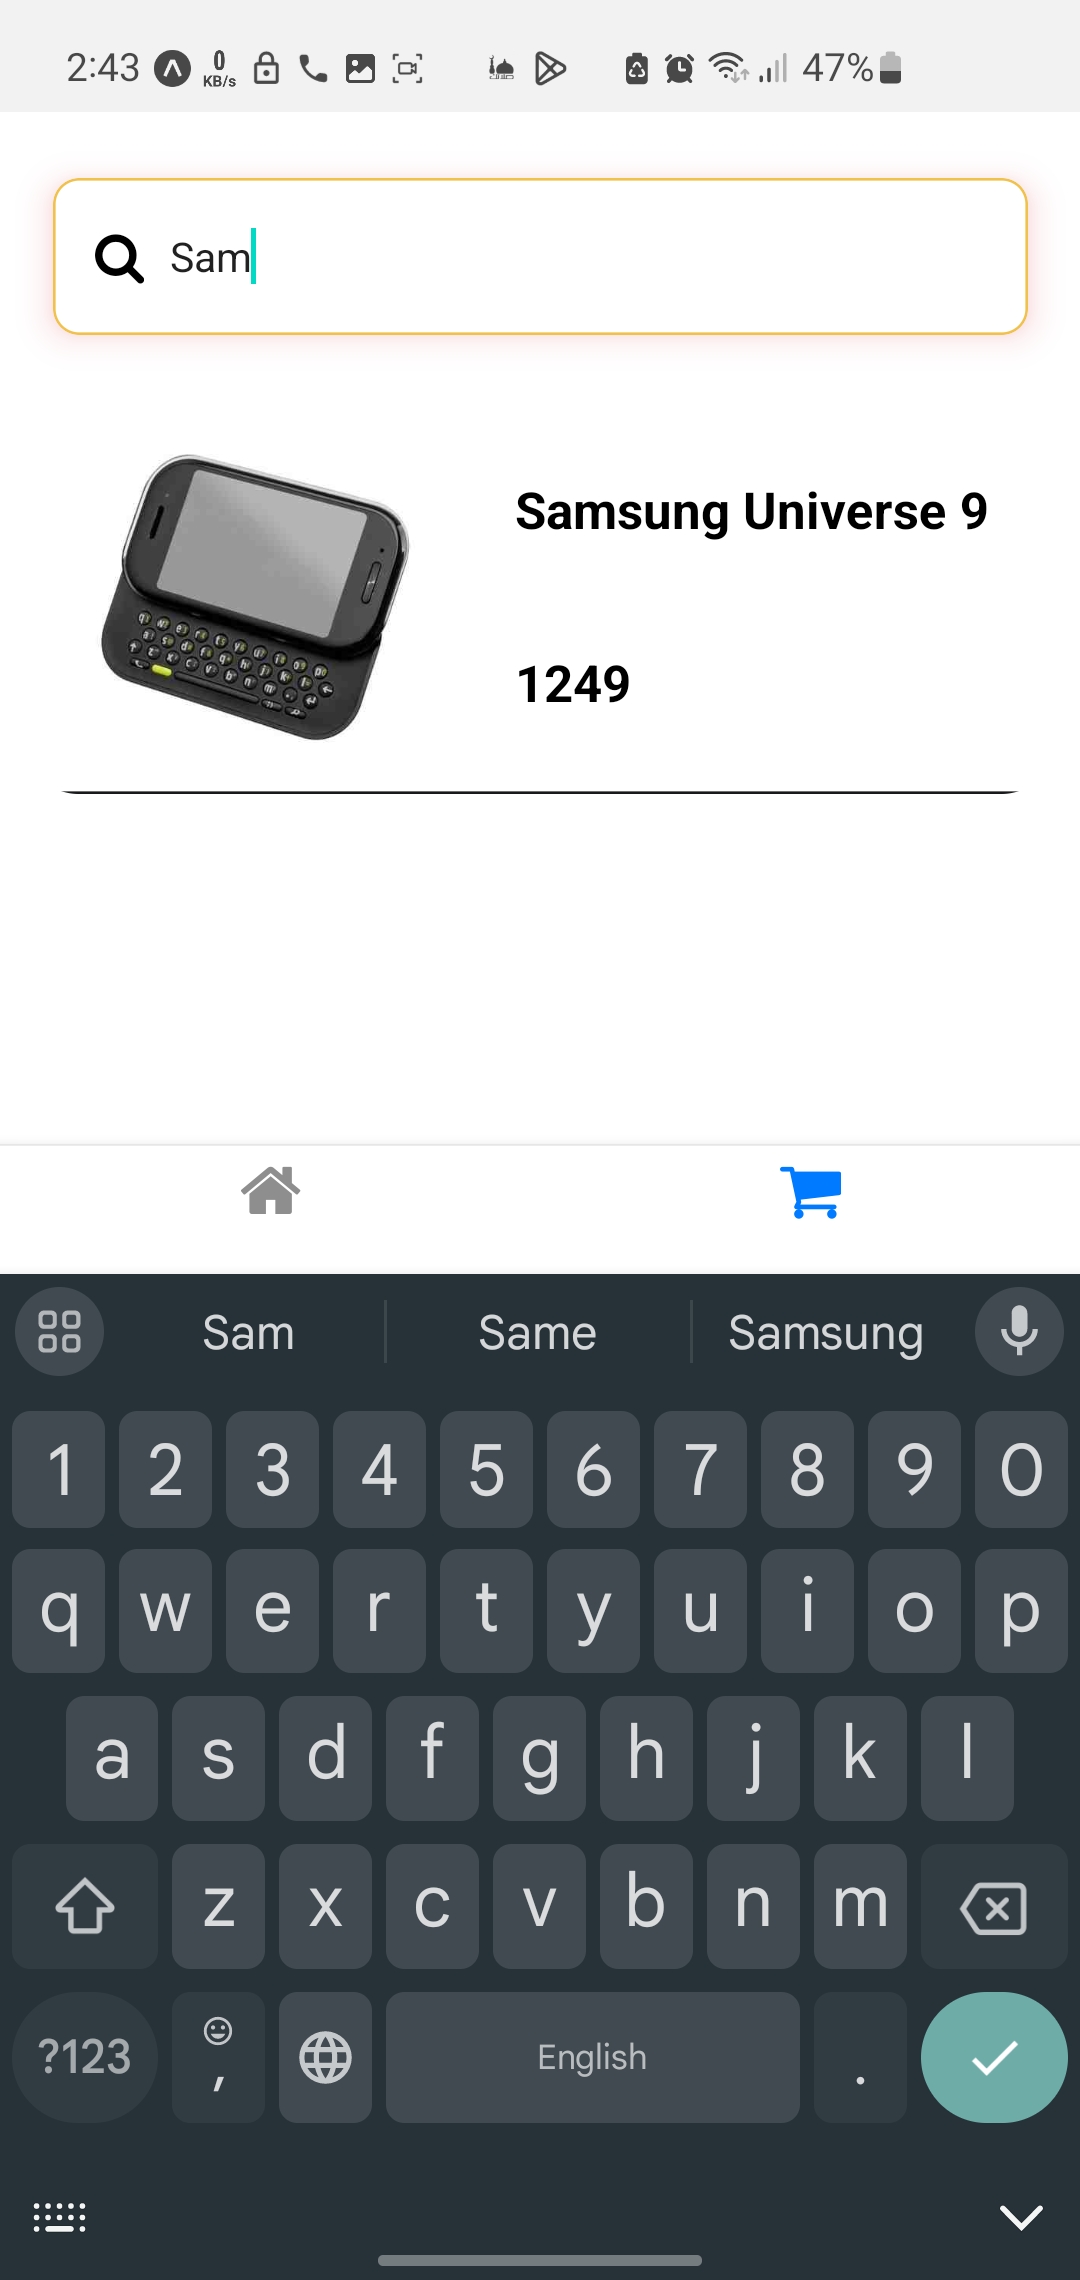 2:43 0 KB/s 47%
Sam
Samsung Universe 9
1249
Sam Same Samsung
1 2 3 4 5 6 7 8 9 0
q w e r t y u i o p
a s d f g h j k l
z x c v b n m
?123 , English .